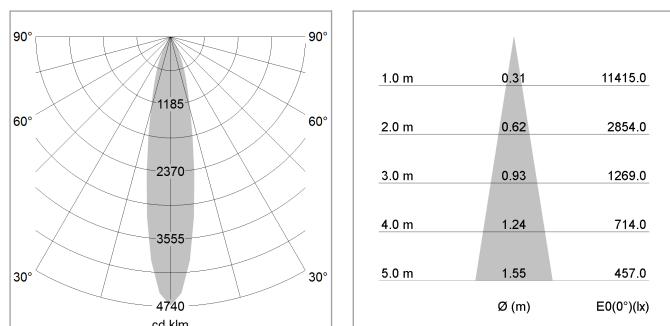 90° 90°
1185
60° 60°
2370
3555
30° 30°
4740
cd klm
1.0 m 0.31 11415.0
2.0 m 0.62 2854.0
3.0 m 0.93 1269.0
4.0 m 1.24 714.0
5.0 m 1.55 457.0
Ø (m) E0(0°)(lx)